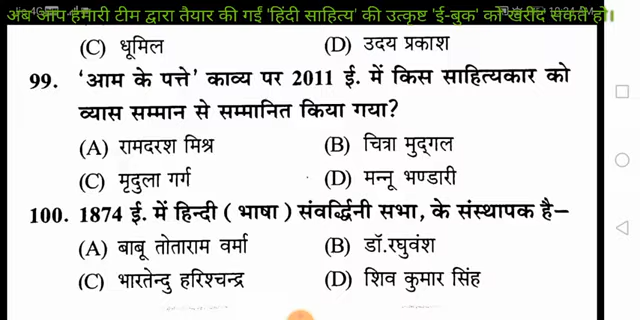 अब आप हमारी टीम द्वारा तैयार की गईं 'हिंदी साहित्य' की उत्कृष्ट 'ई-बुक' को खरीद सकते हो।
(C) धूमिल (D) उदय प्रकाश
99. 'आम के पत्ते' काव्य पर 2011 ई. में किस साहित्यकार को
व्यास सम्मान से सम्मानित किया गया?
(A) रामदरश मिश्र (B) चित्रा मुद्गल
(C) मृदुला गर्ग (D) मन्नू भण्डारी
100. 1874 ई. में हिन्दी ( भाषा ) संवर्द्धिनी सभा, के संस्थापक है–
(A) बाबू तोताराम वर्मा (B) डॉ.रघुवंश
(C) भारतेन्दु हरिश्चन्द्र (D) शिव कुमार सिंह